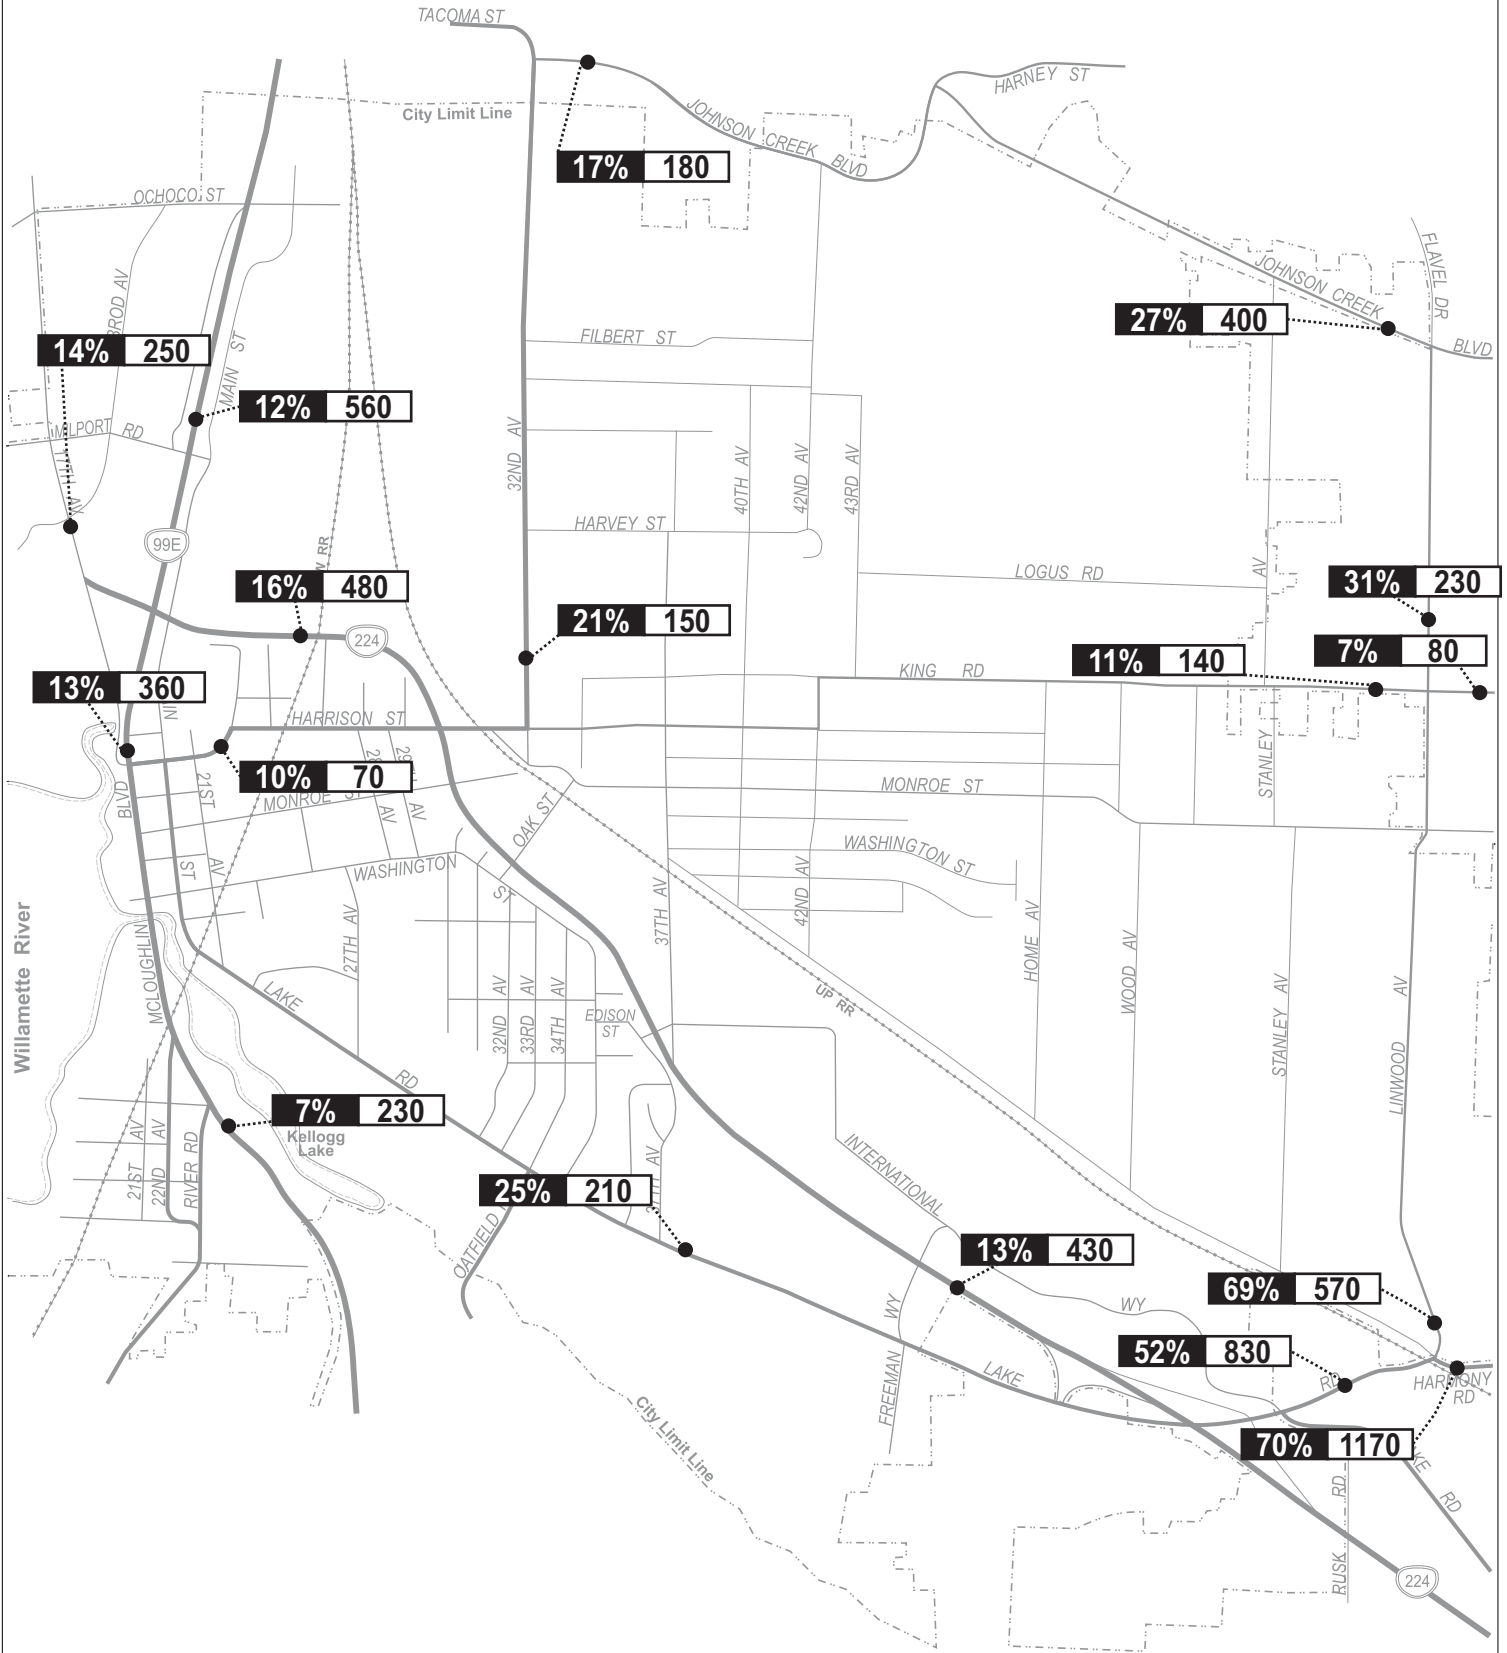 TACOMA ST
HARNEY ST
City Limit Line
JOHNSON CREEK BLVD
17% 180
OCHOCO ST
FLAVEL DR
JOHNSON CREEK BLVD
27% 400
FILBERT ST
MAIN ST
14% 250
12% 560
MILPORT RD
17TH AV
32ND AV
40TH AV
42ND AV
43RD AV
HARVEY ST
99E
LOGUS RD
AV
RR
16% 480
31% 230
21% 150
224
7% 80
11% 140
KING RD
13% 360
HARRISON ST
10% 70
21ST AV
MONROE
AV
AV
MONROE ST
STANLEY
BLVD
OAK ST
WASHINGTON ST
WASHINGTON ST
ST
42ND AV
37TH AV
27TH AV
HOME AV
WOOD AV
STANLEY AV
LINWOOD AV
Willamette River
MCLOUGHLIN
LAKE RD
UP RR
32ND AV
33RD AV
34TH AV
EDISON
ST
7% 230
Kellogg
Lake
21ST AV
22ND AV
RIVER RD
INTERNATIONAL WY
25% 210
AV
OATFIELD
13% 430
69% 570
FREEMAN WY
52% 830
LAKE RD
HARMONY
RD
City Limit Line
70% 1170
RD
RUSK RD
224